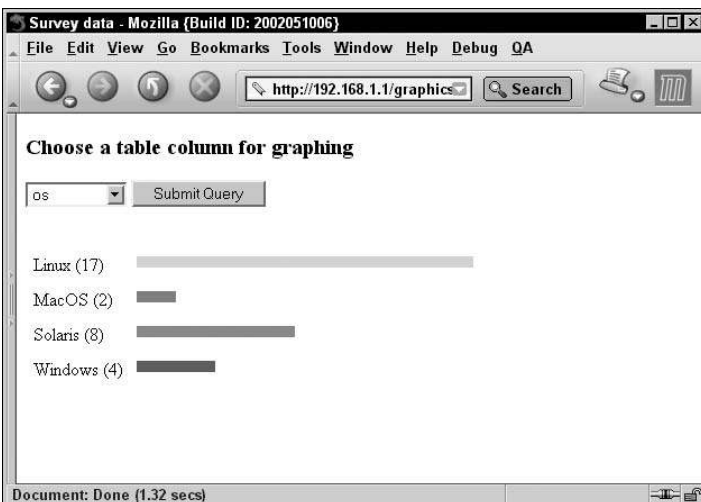 Survey data - Mozilla {Build ID: 2002051006}
File Edit View Go Bookmarks Tools Window Help Debug QA
http://192.168.1.1/graphics Search
Choose a table column for graphing
os Submit Query
Linux (17)
MacOS (2)
Solaris (8)
Windows (4)
Document: Done (1.32 secs)